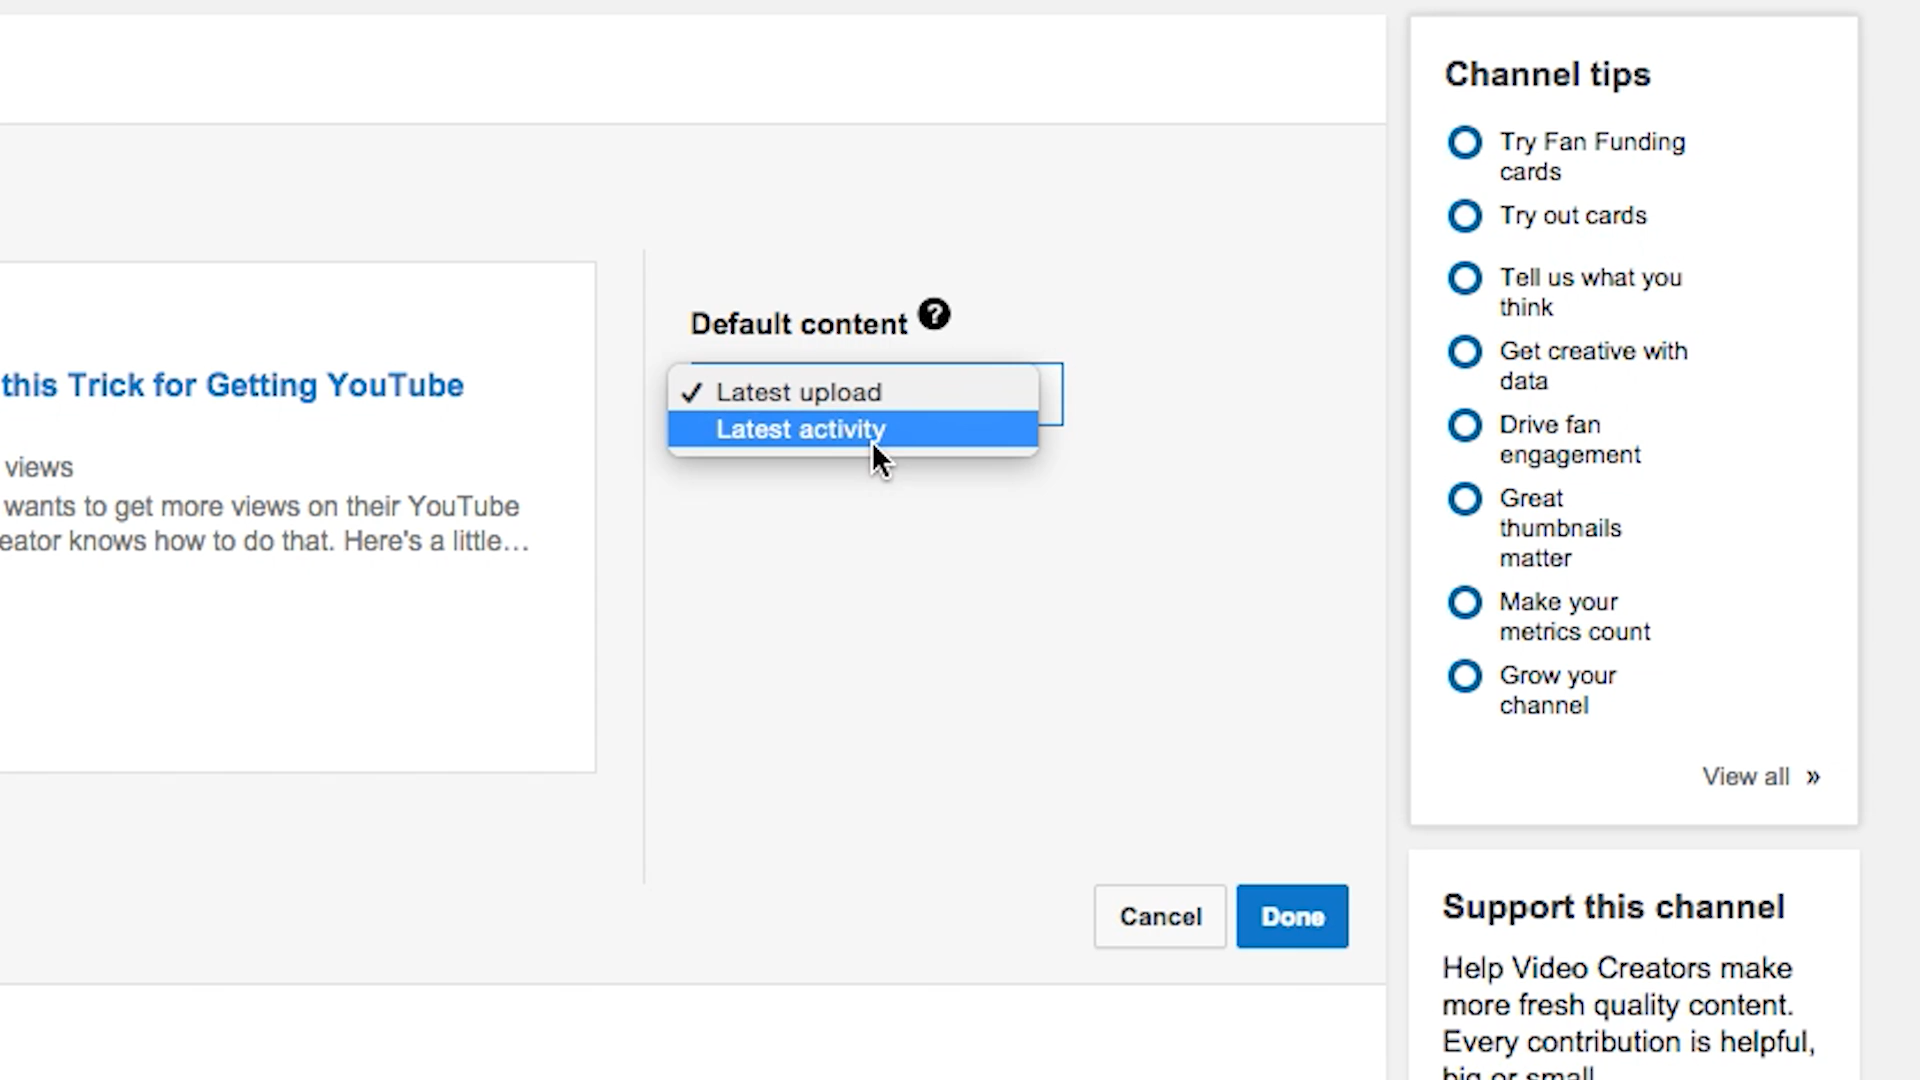 this Trick for Getting YouTube
views
wants to get more views on their YouTube
eator knows how to do that. Here's a little...
Default content ?
✓ Latest upload
Latest activity
Cancel
Done
Channel tips
Try Fan Funding
cards
Try out cards
Tell us what you
think
Get creative with
data
Drive fan
engagement
Great
thumbnails
matter
Make your
metrics count
Grow your
channel
View all »
Support this channel
Help Video Creators make
more fresh quality content.
Every contribution is helpful,
big or small